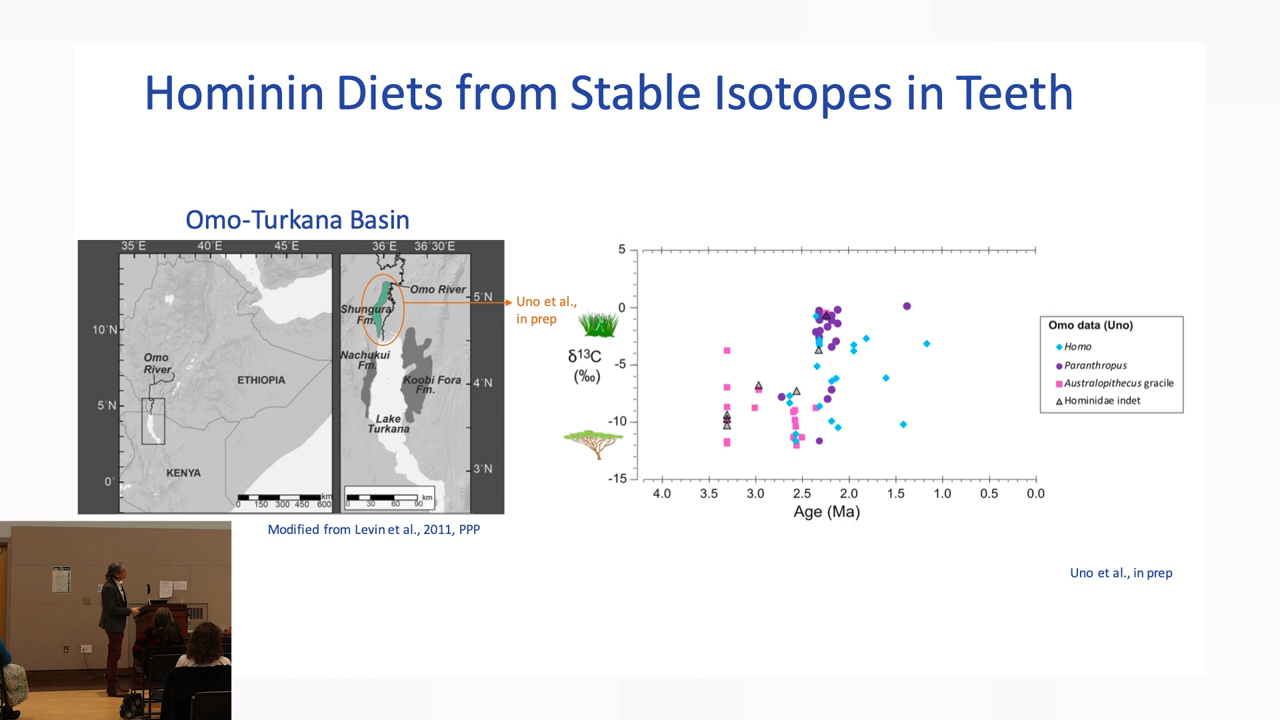 Hominin Diets from Stable Isotopes in Teeth
Omo-Turkana Basin
35°E 40°E 45°E
10°N
5°N
0°
Omo
River
ETHIOPIA
KENYA
km
0 150 300 450 600
36°E 36°30'E
Omo River
5°N
Shungura
Fm.
Nachukui
Fm.
Koobi Fora
Fm.
4°N
Lake
Turkana
3°N
km
0 30 60 90
Modified from Levin et al., 2011, PPP
Uno et al.,
in prep
δ13C
(‰)
5
0
-5
-10
-15
4.0 3.5 3.0 2.5 2.0 1.5 1.0 0.5 0.0
Age (Ma)
Omo data (Uno)
Homo
Paranthropus
Australopithecus gracile
Hominidae indet
Uno et al., in prep